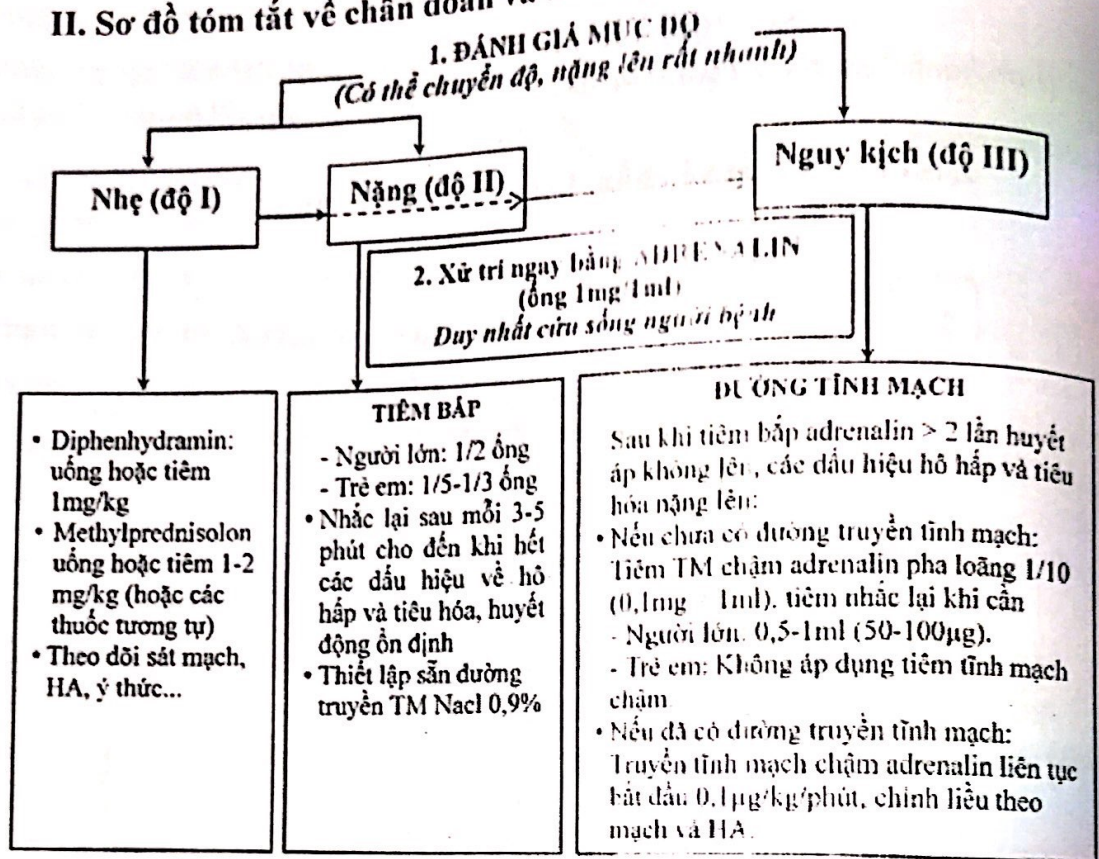 II. Sơ đồ tóm tắt về chẩn đoán
1. ĐÁNH GIÁ MỨC ĐỘ
(Có thể chuyển độ, nặng lên rất nhanh)
Nhẹ (độ I)
Nặng (độ II)
Nguy kịch (độ III)
2. Xử trí ngay bằng ADRENALIN
(ống 1mg/1ml)
Duy nhất cứu sống người bệnh
• Diphenhydramin:
uống hoặc tiêm
1mg/kg
• Methylprednisolon
uống hoặc tiêm 1-2
mg/kg (hoặc các
thuốc tương tự)
• Theo dõi sát mạch,
HA, ý thức...
TIÊM BẮP
- Người lớn: 1/2 ống
- Trẻ em: 1/5-1/3 ống
• Nhắc lại sau mỗi 3-5
phút cho đến khi hết
các dấu hiệu về hô
hấp và tiêu hóa, huyết
động ổn định
• Thiết lập sẵn đường
truyền TM Nacl 0,9%
ĐƯỜNG TĨNH MẠCH
Sau khi tiêm bắp adrenalin > 2 lần huyết
áp không lên, các dấu hiệu hô hấp và tiêu
hóa nặng lên:
• Nếu chưa có đường truyền tĩnh mạch:
Tiêm TM chậm adrenalin pha loãng 1/10
(0,1mg 1ml). tiêm nhắc lại khi cần
- Người lớn. 0,5-1ml (50-100µg).
- Trẻ em: Không áp dụng tiêm tĩnh mạch
chậm
• Nếu đã có đường truyền tĩnh mạch:
Truyền tĩnh mạch chậm adrenalin liên tục
bắt đầu 0,1µg/kg/phút, chỉnh liều theo
mạch và HA.